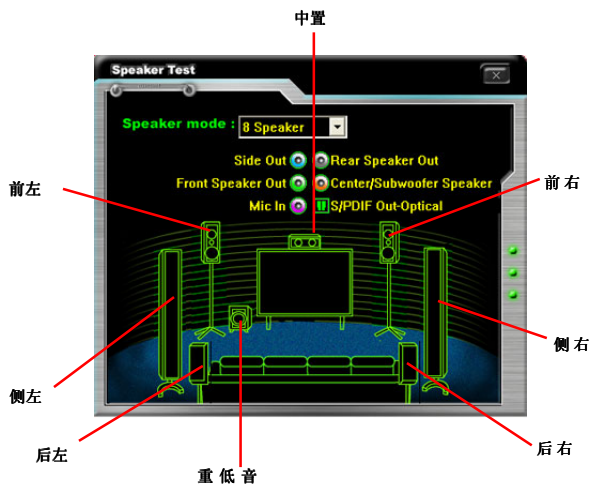 中置
Speaker Test
Speaker mode :
8 Speaker
Side Out
Rear Speaker Out
Front Speaker Out
Center/Subwoofer Speaker
Mic In
S/PDIF Out-Optical
前左
前右
侧左
侧右
后左
后右
重低音